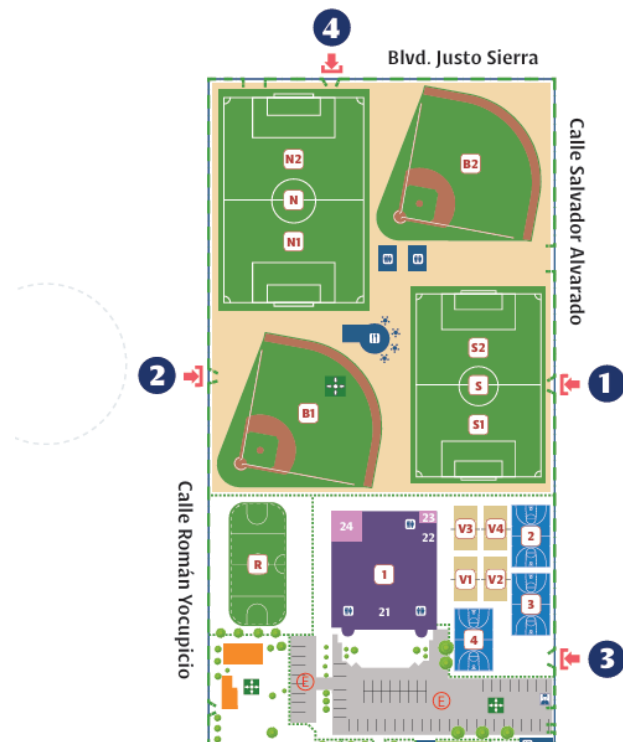 4
Blvd. Justo Sierra
Calle Salvador Alvarado
N2
N
N1
B2
S2
S
S1
2
1
B1
Calle Román Yocupicio
24
23
22
1
21
R
V3
V4
2
V1
V2
3
4
3
E
E